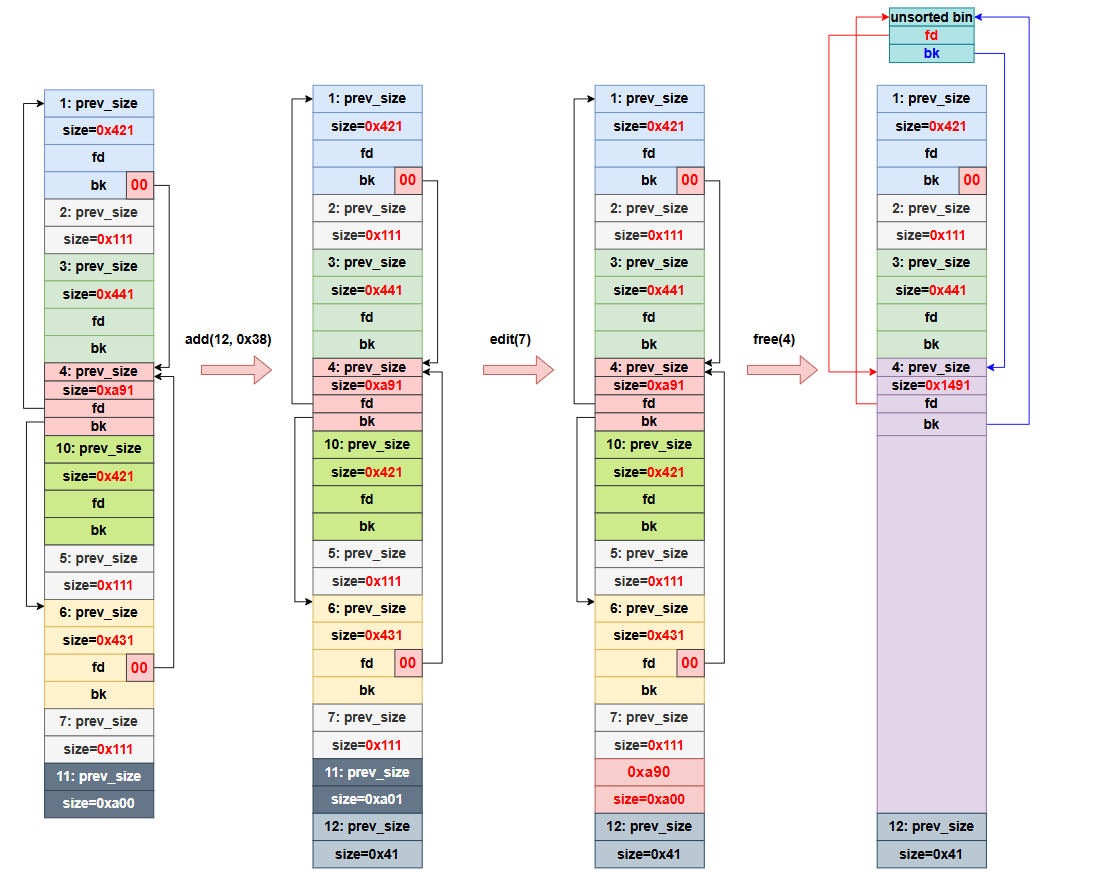 unsorted bin
fd
bk
1: prev_size
size=0x421
fd
bk 00
2: prev_size
size=0x111
3: prev_size
size=0x441
fd
bk
4: prev_size
size=0xa91
fd
bk
10: prev_size
size=0x421
fd
bk
5: prev_size
size=0x111
6: prev_size
size=0x431
fd 00
bk
7: prev_size
size=0x111
11: prev_size
size=0xa00
add(12, 0x38)
1: prev_size
size=0x421
fd
bk 00
2: prev_size
size=0x111
3: prev_size
size=0x441
fd
bk
4: prev_size
size=0xa91
fd
bk
10: prev_size
size=0x421
fd
bk
5: prev_size
size=0x111
6: prev_size
size=0x431
fd 00
bk
7: prev_size
size=0x111
11: prev_size
size=0xa01
12: prev_size
size=0x41
edit(7)
1: prev_size
size=0x421
fd
bk 00
2: prev_size
size=0x111
3: prev_size
size=0x441
fd
bk
4: prev_size
size=0xa91
fd
bk
10: prev_size
size=0x421
fd
bk
5: prev_size
size=0x111
6: prev_size
size=0x431
fd 00
bk
7: prev_size
size=0x111
0xa90
size=0xa00
12: prev_size
size=0x41
free(4)
1: prev_size
size=0x421
fd
bk 00
2: prev_size
size=0x111
3: prev_size
size=0x441
fd
bk
4: prev_size
size=0x1491
fd
bk
12: prev_size
size=0x41